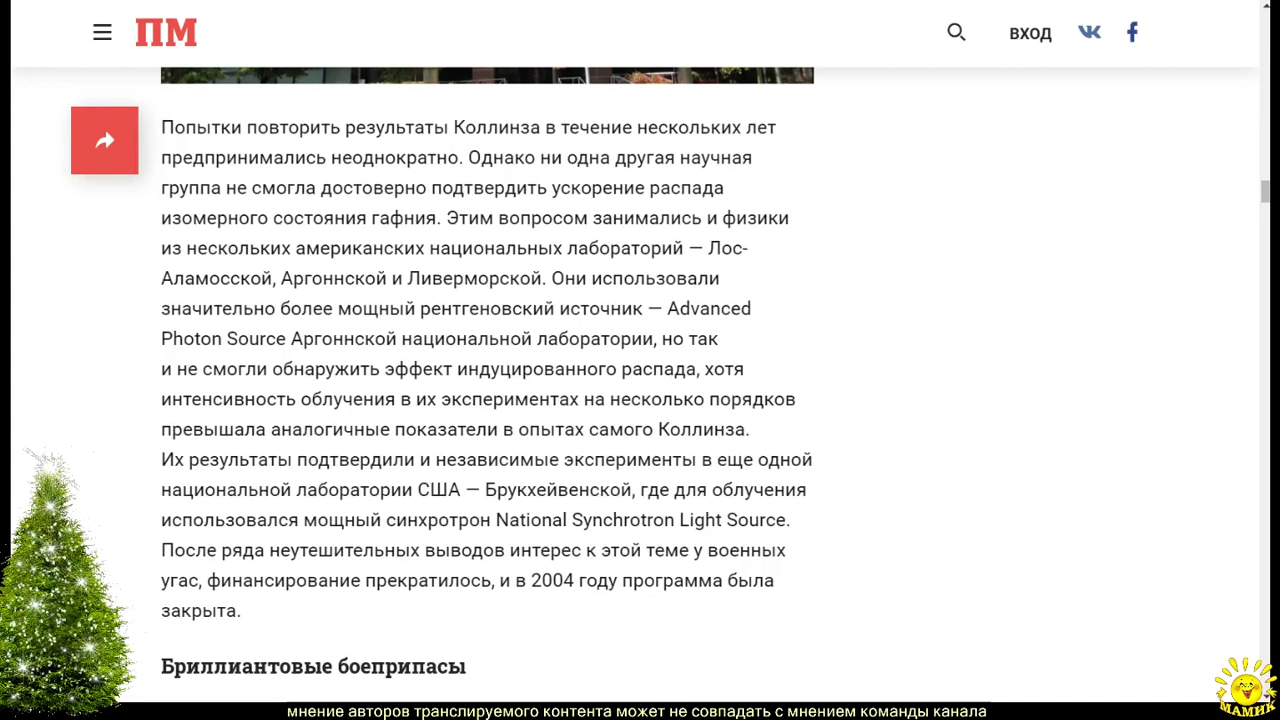 ПМ
ВХОД
Попытки повторить результаты Коллинза в течение нескольких лет
предпринимались неоднократно. Однако ни одна другая научная
группа не смогла достоверно подтвердить ускорение распада
изомерного состояния гафния. Этим вопросом занимались и физики
из нескольких американских национальных лабораторий — Лос-
Аламосской, Аргоннской и Ливерморской. Они использовали
значительно более мощный рентгеновский источник — Advanced
Photon Source Аргоннской национальной лаборатории, но так
и не смогли обнаружить эффект индуцированного распада, хотя
интенсивность облучения в их экспериментах на несколько порядков
превышала аналогичные показатели в опытах самого Коллинза.
Их результаты подтвердили и независимые эксперименты в еще одной
национальной лаборатории США — Брукхейвенской, где для облучения
использовался мощный синхротрон National Synchrotron Light Source.
После ряда неутешительных выводов интерес к этой теме у военных
угас, финансирование прекратилось, и в 2004 году программа была
закрыта.
Бриллиантовые боеприпасы
МАМИК
мнение авторов транслируемого контента может не совпадать с мнением команды канала